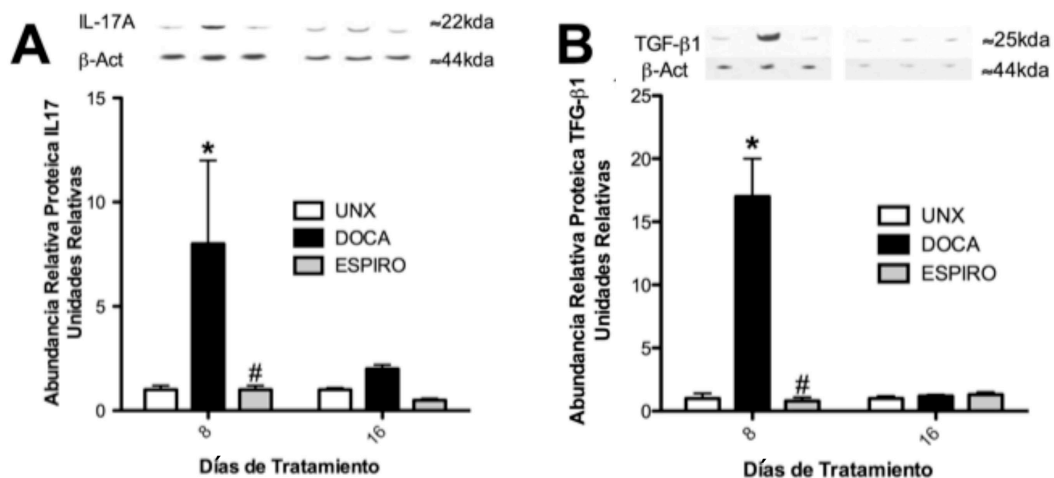 A
IL-17A
≈22kda
β-Act
≈44kda
Abundancia Relativa Proteica IL17
Unidades Relativas
15
10
5
0
*
#
UNX
DOCA
ESPIRO
8
16
Días de Tratamiento
B
TGF-β1
≈25kda
β-Act
≈44kda
Abundancia Relativa Proteica TFG-β1
Unidades Relativas
25
20
15
10
5
0
*
#
UNX
DOCA
ESPIRO
8
16
Días de Tratamiento